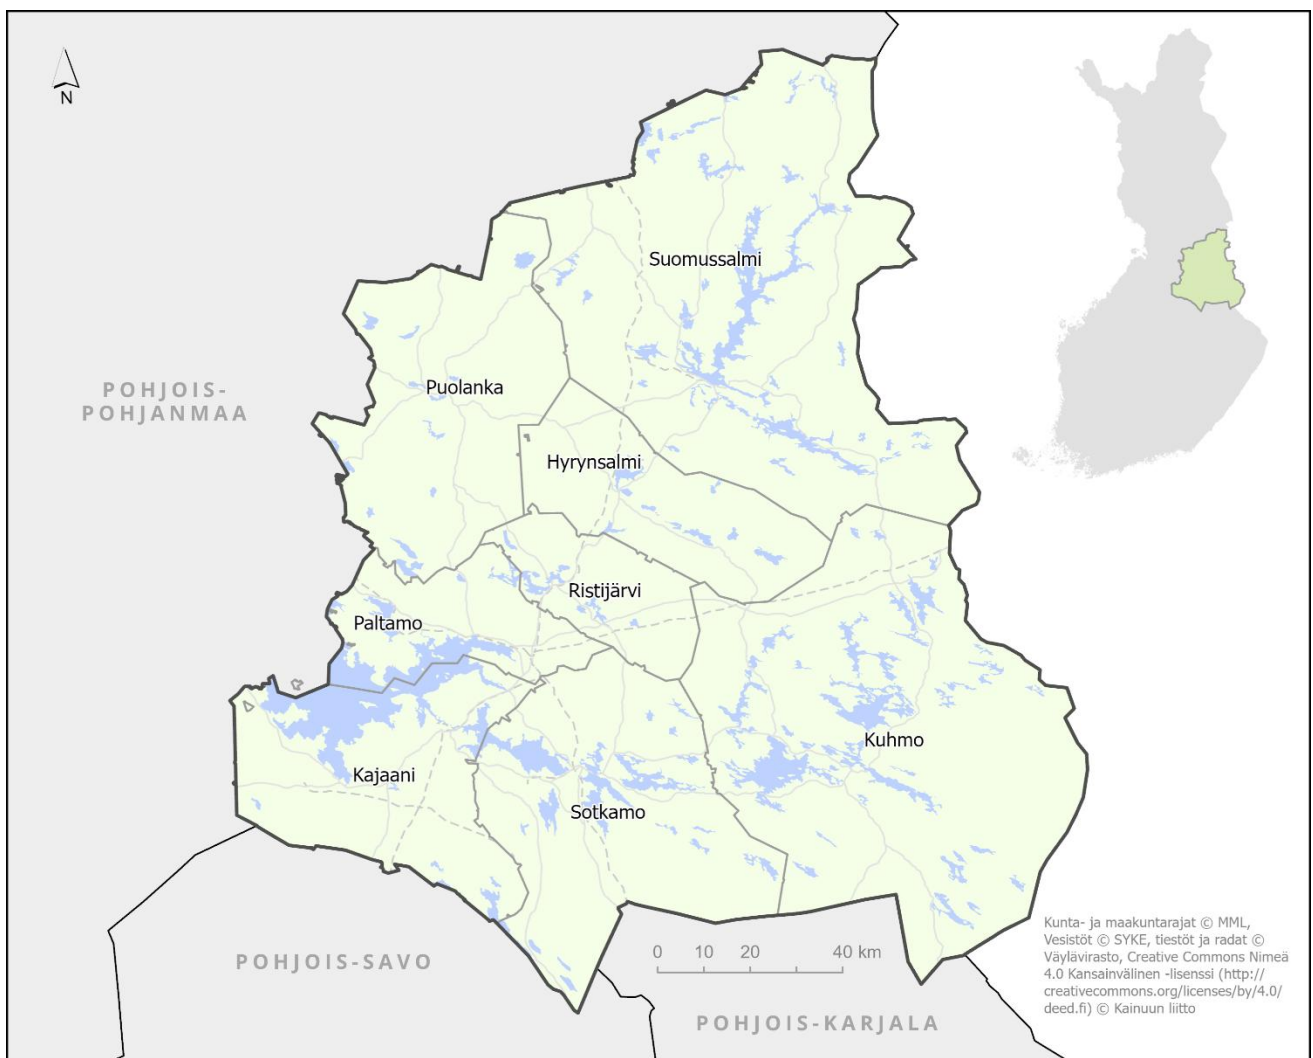 N
Suomussalmi
POHJOIS-
POHJANMAA
Puolanka
Hyrynsalmi
Ristijärvi
Paltamo
Kuhmo
Kajaani
Sotkamo
0 10 20 40 km
POHJOIS-SAVO
POHJOIS-KARJALA
Kunta- ja maakuntarajat © MML,
Vesistöt © SYKE, tiestöt ja radat ©
Väylävirasto, Creative Commons Nimeä
4.0 Kansainvälinen -lisenssi (http://
creativecommons.org/licenses/by/4.0/
deed.fi) © Kainuun liitto